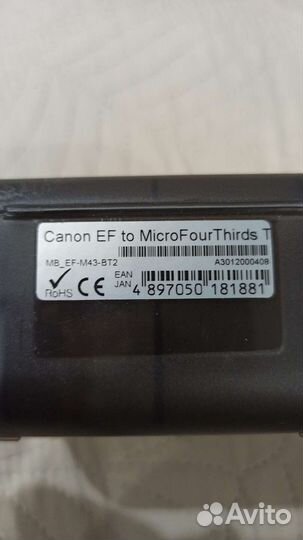 Canon EF to MicroFourThirds T
MB_EF-M43-BT2
A3012000408
RoHS CE EAN
JAN 4 897050 181881
Avito